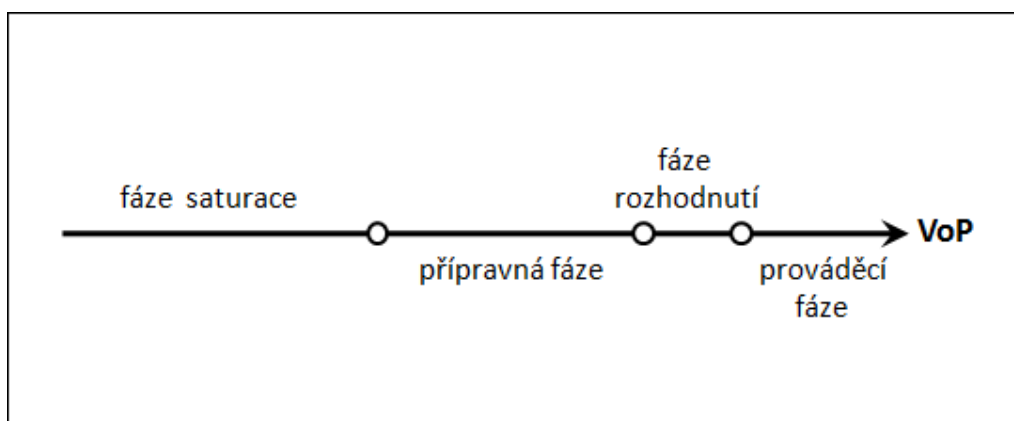 fáze saturace
přípravná fáze
fáze
rozhodnutí
prováděcí
fáze
VoP